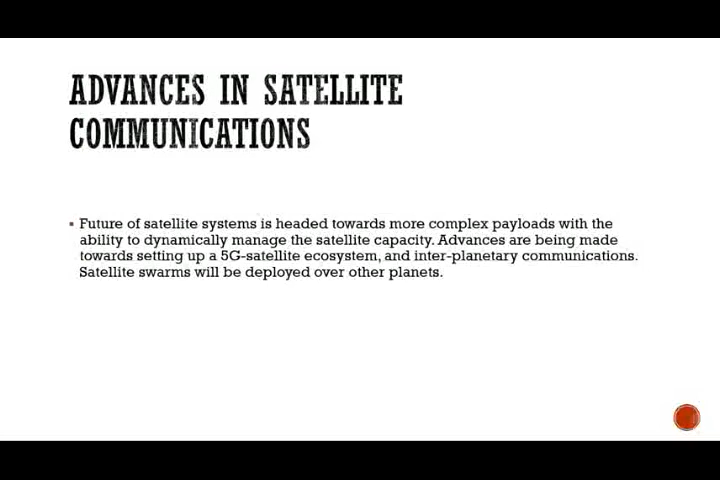 ADVANCES IN SATELLITE
COMMUNICATIONS
▪ Future of satellite systems is headed towards more complex payloads with the
ability to dynamically manage the satellite capacity. Advances are being made
towards setting up a 5G-satellite ecosystem, and inter-planetary communications.
Satellite swarms will be deployed over other planets.